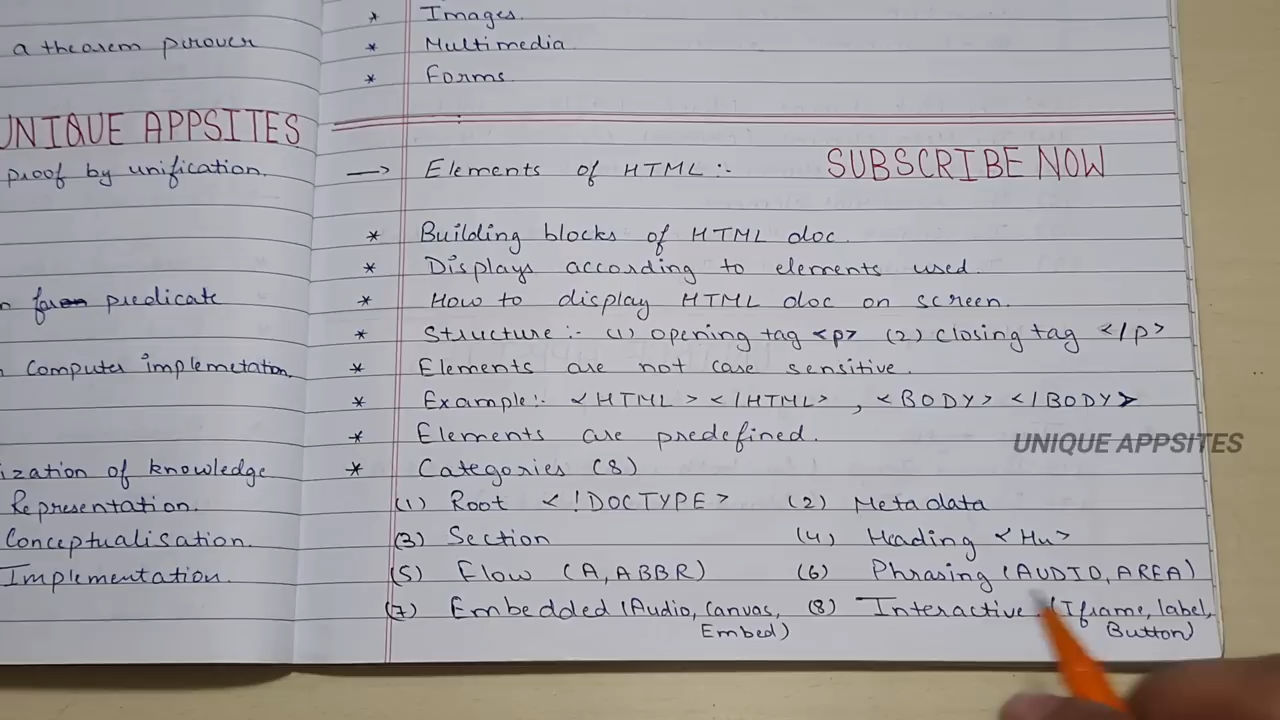 a theorem prover
UNIQUE APPSITES
proof by unification.
predicate
Computer implemetation.
ization of knowledge
Representation.
Conceptualisation.
Implementation.
* Images.
* Multimedia
* Forms.
→ Elements of HTML :-
SUBSCRIBE NOW
* Building blocks of HTML doc.
* Displays according to elements used.
* How to display HTML doc on screen.
* Structure :- (1) opening tag <p> (2) closing tag </p>
* Elements are not case sensitive.
* Example :- <HTML> </HTML> , <BODY> </BODY>
* Elements are predefined.
UNIQUE APPSITES
* Categories (8)
(1) Root <!DOCTYPE> (2) Metadata
(3) Section (4) Heading <Hn>
(5) Flow (A, ABBR) (6) Phrasing (AUDIO, AREA)
(7) Embedded (Audio, Canvas, Embed) (8) Interactive (Iframe, label, Button)